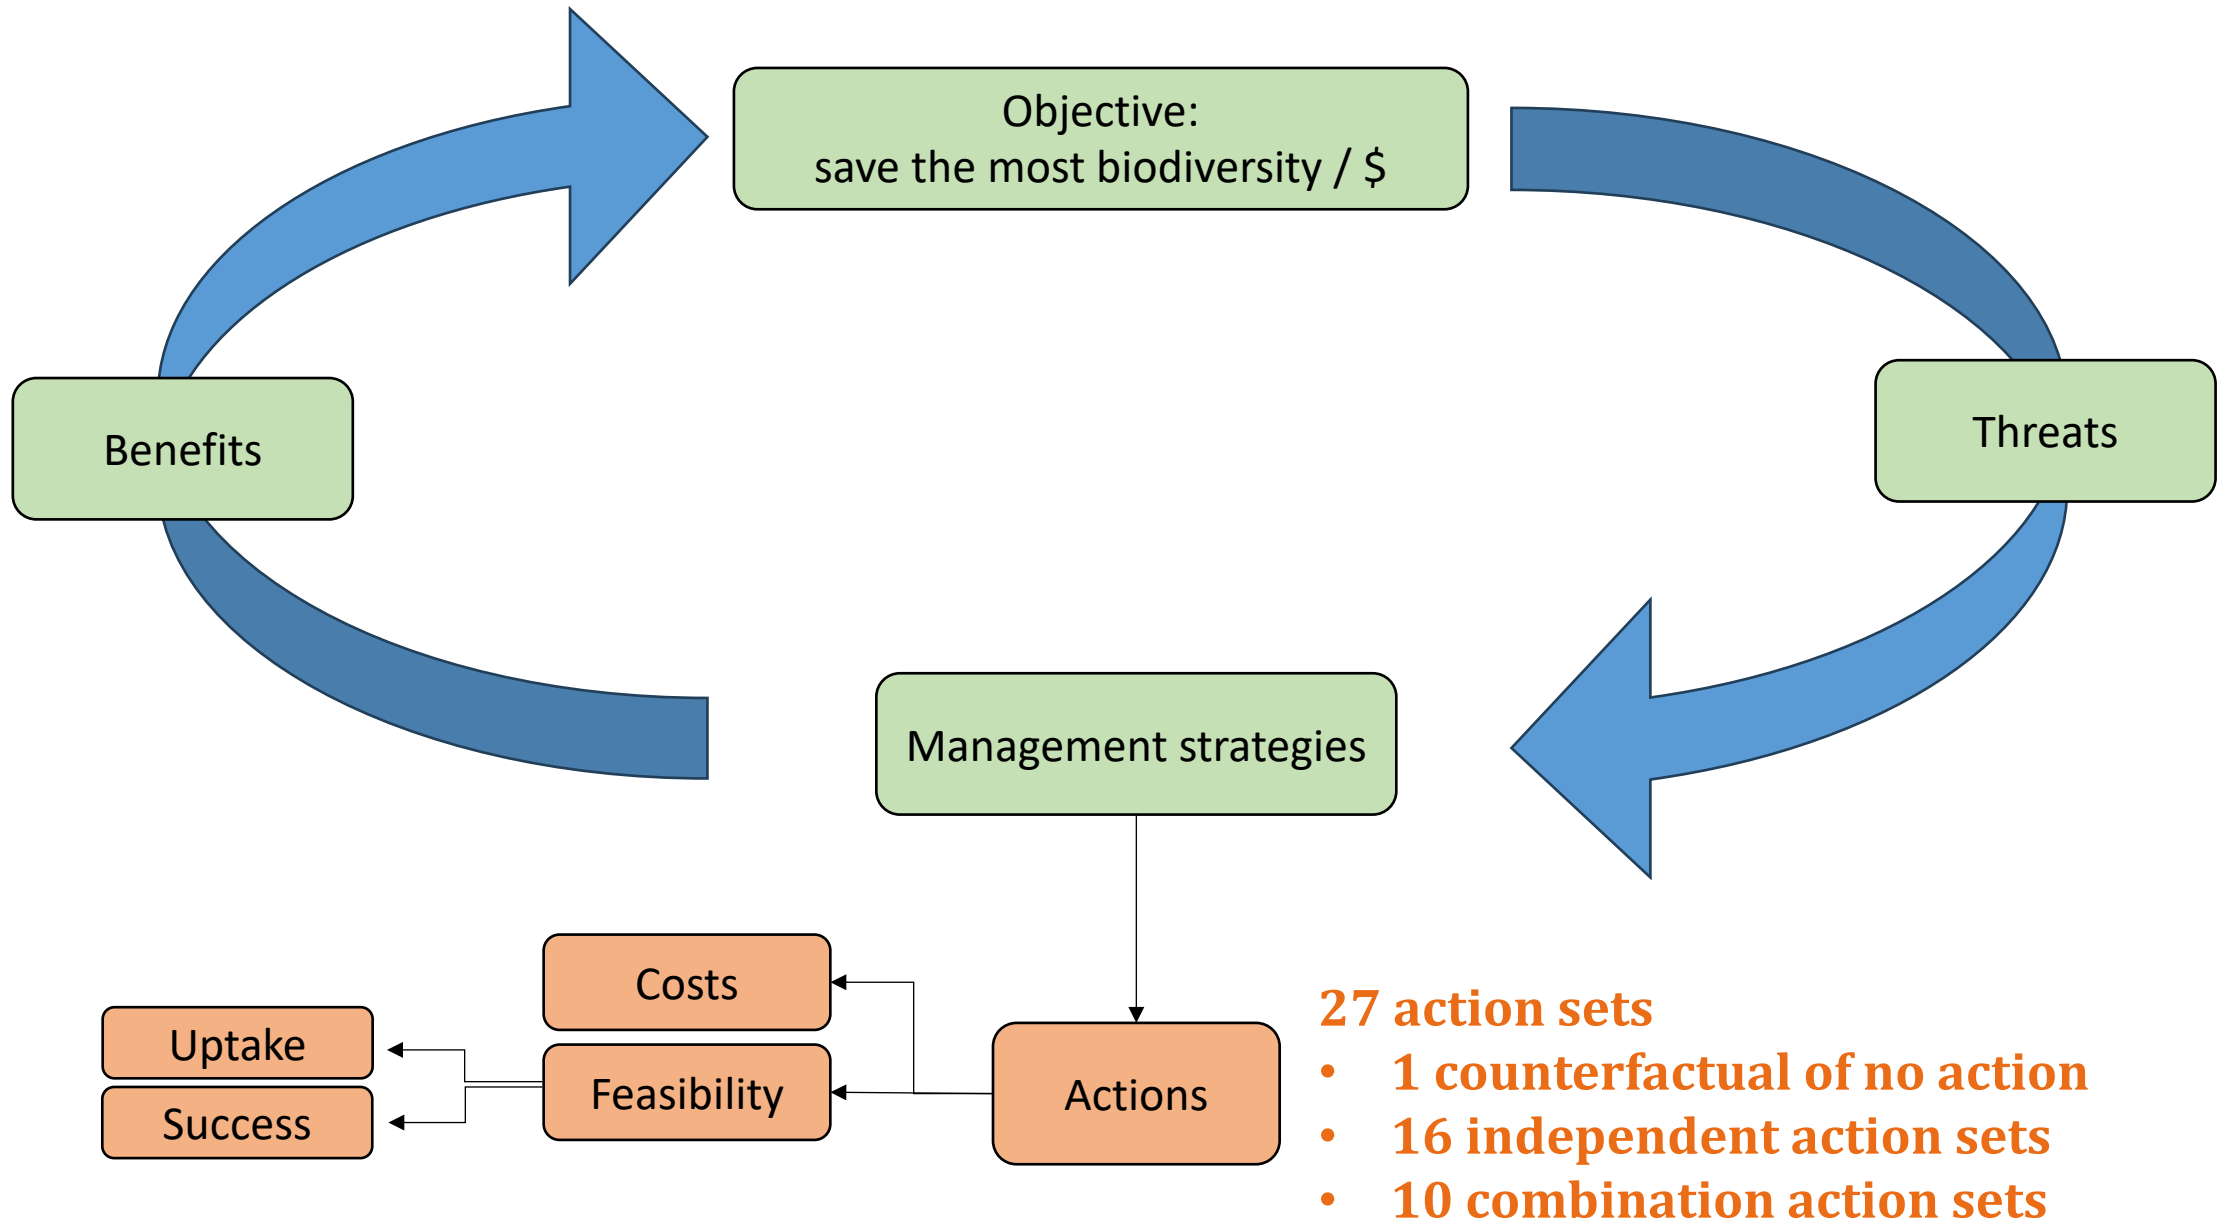 Objective:
save the most biodiversity / $
Benefits
Threats
Management strategies
Costs
Uptake
Feasibility
Success
Actions
27 action sets
• 1 counterfactual of no action
• 16 independent action sets
• 10 combination action sets